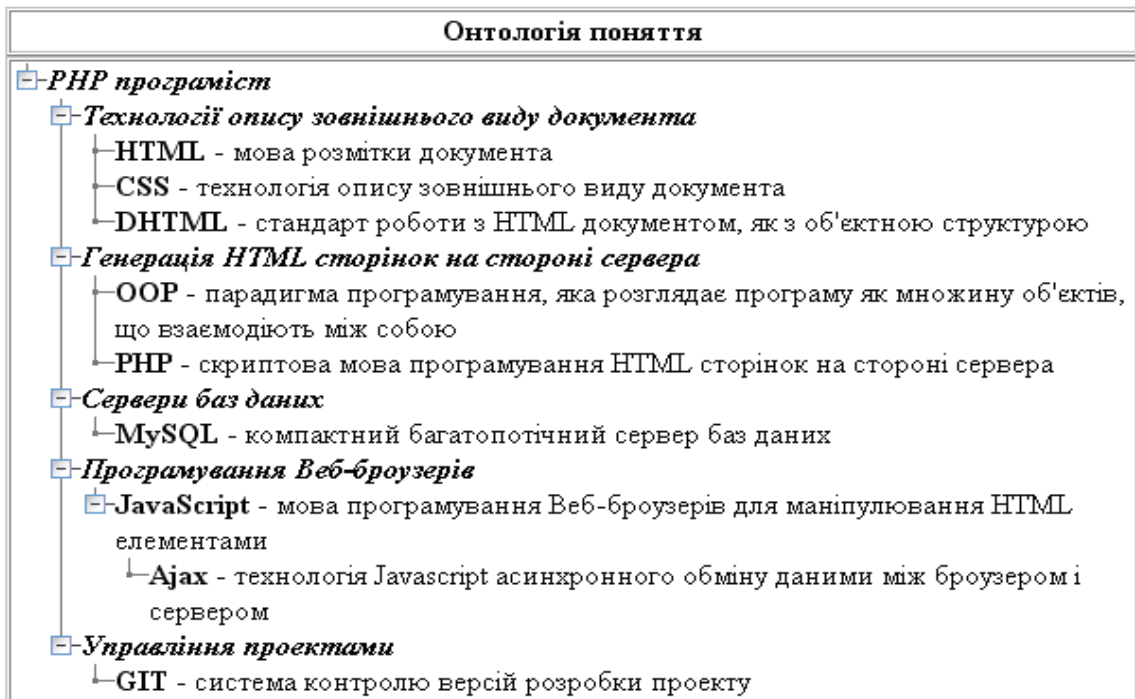 Онтологія поняття
PHP програміст
Технології опису зовнішнього виду документа
HTML - мова розмітки документа
CSS - технологія опису зовнішнього виду документа
DHTML - стандарт роботи з HTML документом, як з об'єктною структурою
Генерація HTML сторінок на стороні сервера
OOP - парадигма програмування, яка розглядає програму як множину об'єктів,
що взаємодіють між собою
PHP - скриптова мова програмування HTML сторінок на стороні сервера
Сервери баз даних
MySQL - компактний багатопотічний сервер баз даних
Програмування Веб-броузерів
JavaScript - мова програмування Веб-броузерів для маніпулювання HTML
елементами
Ajax - технологія Javascript асинхронного обміну даними між броузером і
сервером
Управління проектами
GIT - система контролю версій розробки проекту